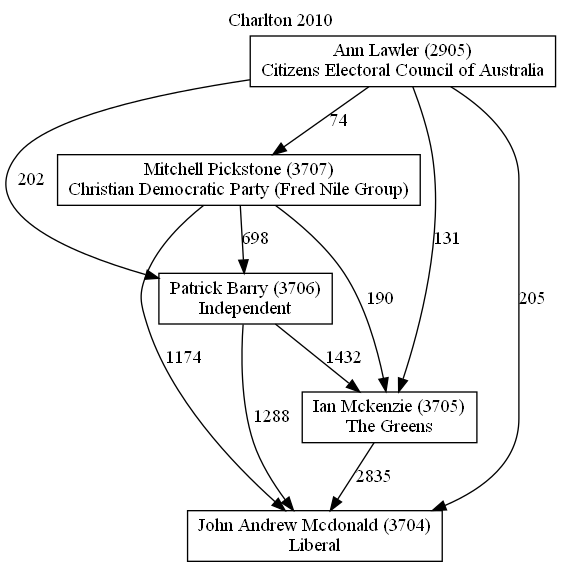 Charlton 2010
Ann Lawler (2905)
Citizens Electoral Council of Australia
74
Mitchell Pickstone (3707)
Christian Democratic Party (Fred Nile Group)
202
698
131
Patrick Barry (3706)
Independent
190
205
1174
1432
Ian Mckenzie (3705)
The Greens
1288
2835
John Andrew Mcdonald (3704)
Liberal